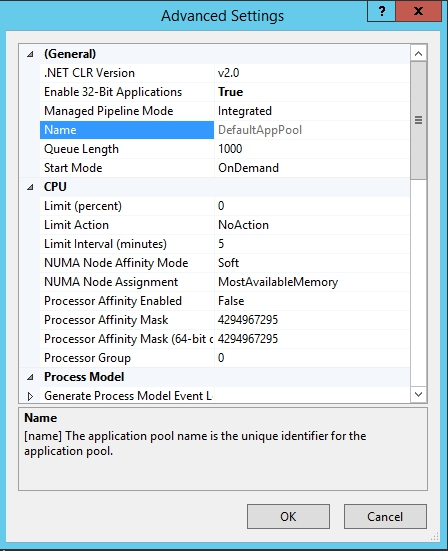 Advanced Settings
? x
(General)
.NET CLR Version v2.0
Enable 32-Bit Applications True
Managed Pipeline Mode Integrated
Name DefaultAppPool
Queue Length 1000
Start Mode OnDemand
CPU
Limit (percent) 0
Limit Action NoAction
Limit Interval (minutes) 5
NUMA Node Affinity Mode Soft
NUMA Node Assignment MostAvailableMemory
Processor Affinity Enabled False
Processor Affinity Mask 4294967295
Processor Affinity Mask (64-bit c 4294967295
Processor Group 0
Process Model
Generate Process Model Event L
Name
[name] The application pool name is the unique identifier for the
application pool.
OK Cancel